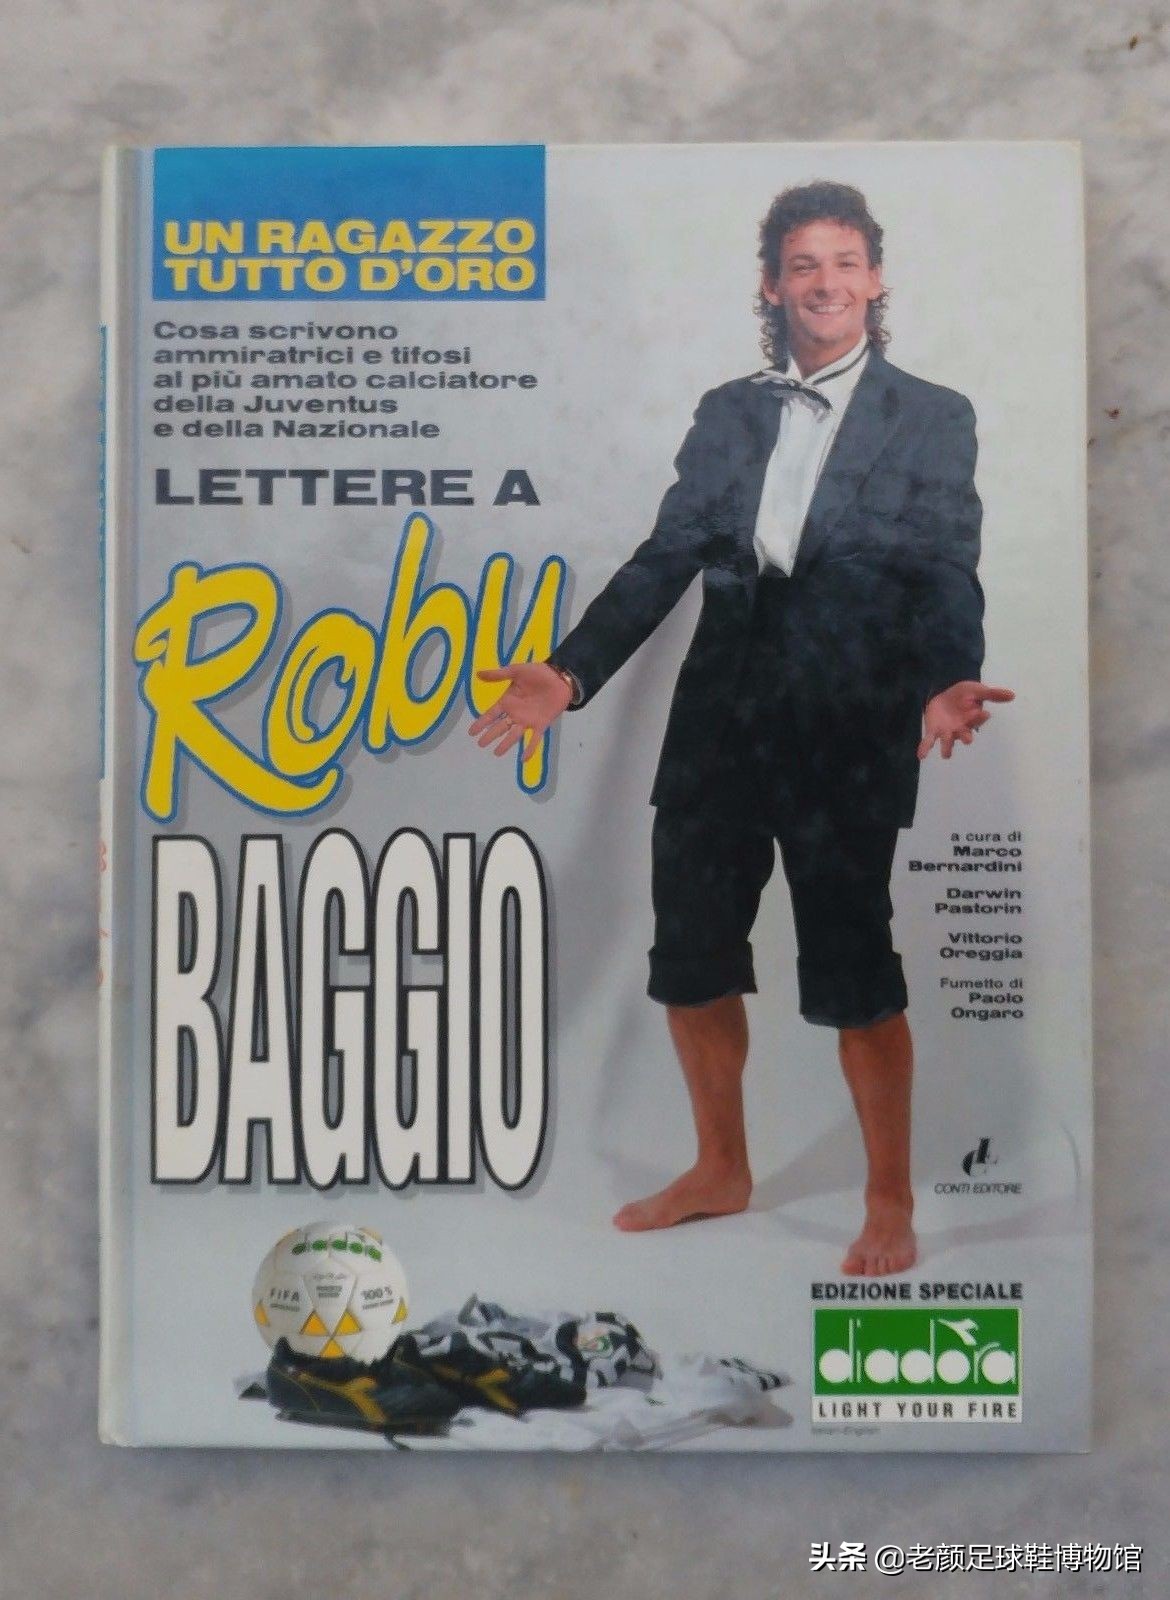 UN RAGAZZO
TUTTO D'ORO
Cosa scrivono
ammiratrici e tifosi
al più amato calciatore
della Juventus
e della Nazionale
LETTERE A
Roby
BAGGIO
a cura di
Marco
Bernardini
Darwin
Pastorin
Vittorio
Oreggia
Fumetto di
Paolo
Ongaro
CONTI EDITORE
diadora
FIFA
EDIZIONE SPECIALE
diadora
LIGHT YOUR FIRE
头条 @老颜足球鞋博物馆